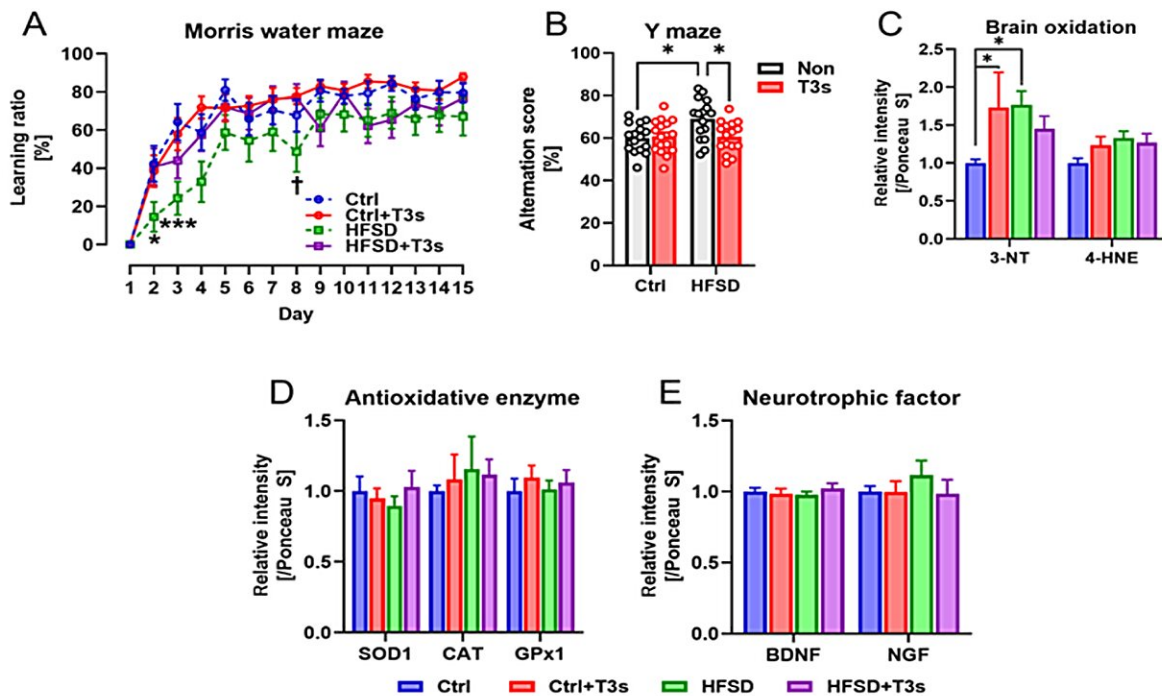 A
Morris water maze
Learning ratio
[%]
100
80
60
40
20
0
* ***
†
Ctrl
Ctrl+T3s
HFSD
HFSD+T3s
1 2 3 4 5 6 7 8 9 10 11 12 13 14 15
Day
B
Y maze
Alternation score
[%]
100
80
60
40
20
0
* *
Non
T3s
Ctrl HFSD
C
Brain oxidation
Relative intensity
[/Ponceau S]
2.5
2.0
1.5
1.0
0.5
0.0
*
*
3-NT 4-HNE
D
Antioxidative enzyme
Relative intensity
[/Ponceau S]
1.5
1.0
0.5
0.0
SOD1 CAT GPx1
E
Neurotrophic factor
Relative intensity
[/Ponceau S]
1.5
1.0
0.5
0.0
BDNF NGF
Ctrl Ctrl+T3s HFSD HFSD+T3s